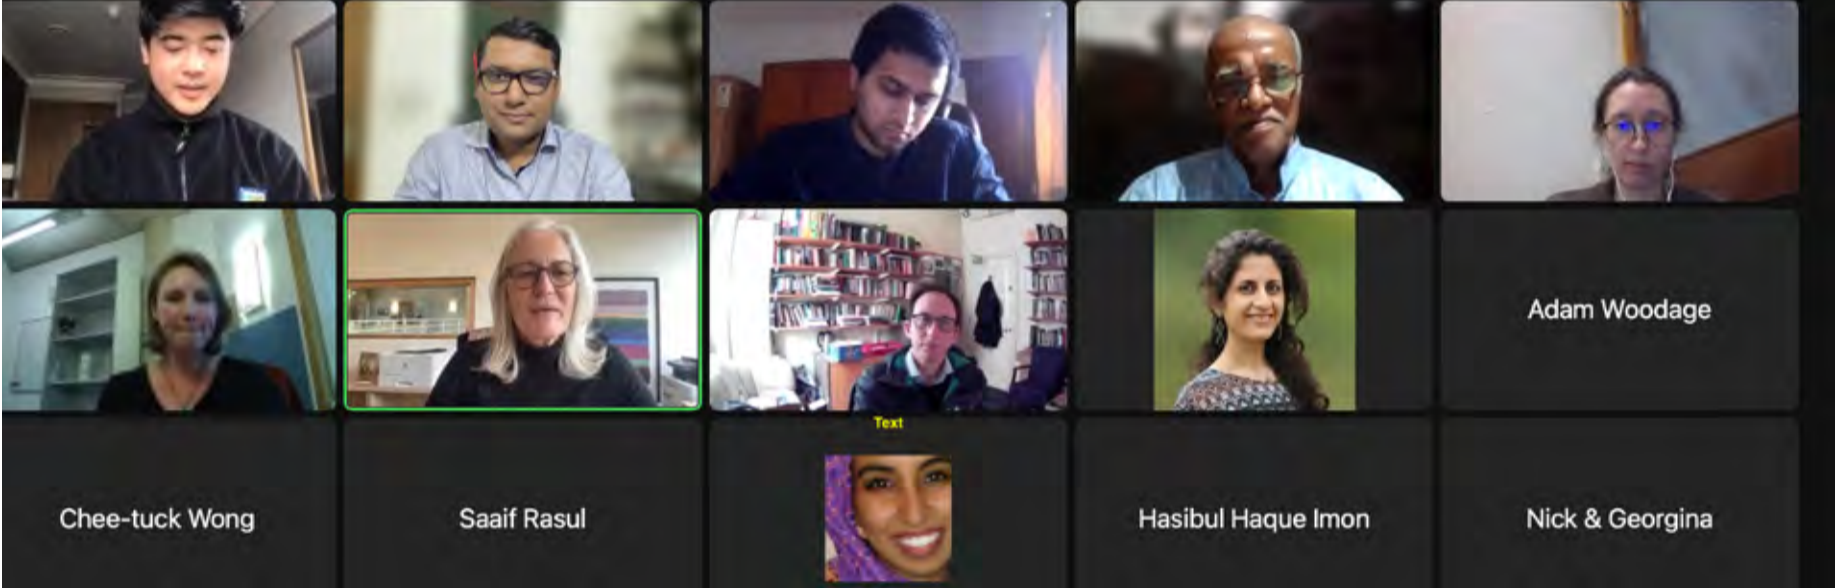 Adam Woodage
Text
Chee-tuck Wong
Saaif Rasul
Hasibul Haque Imon
Nick & Georgina